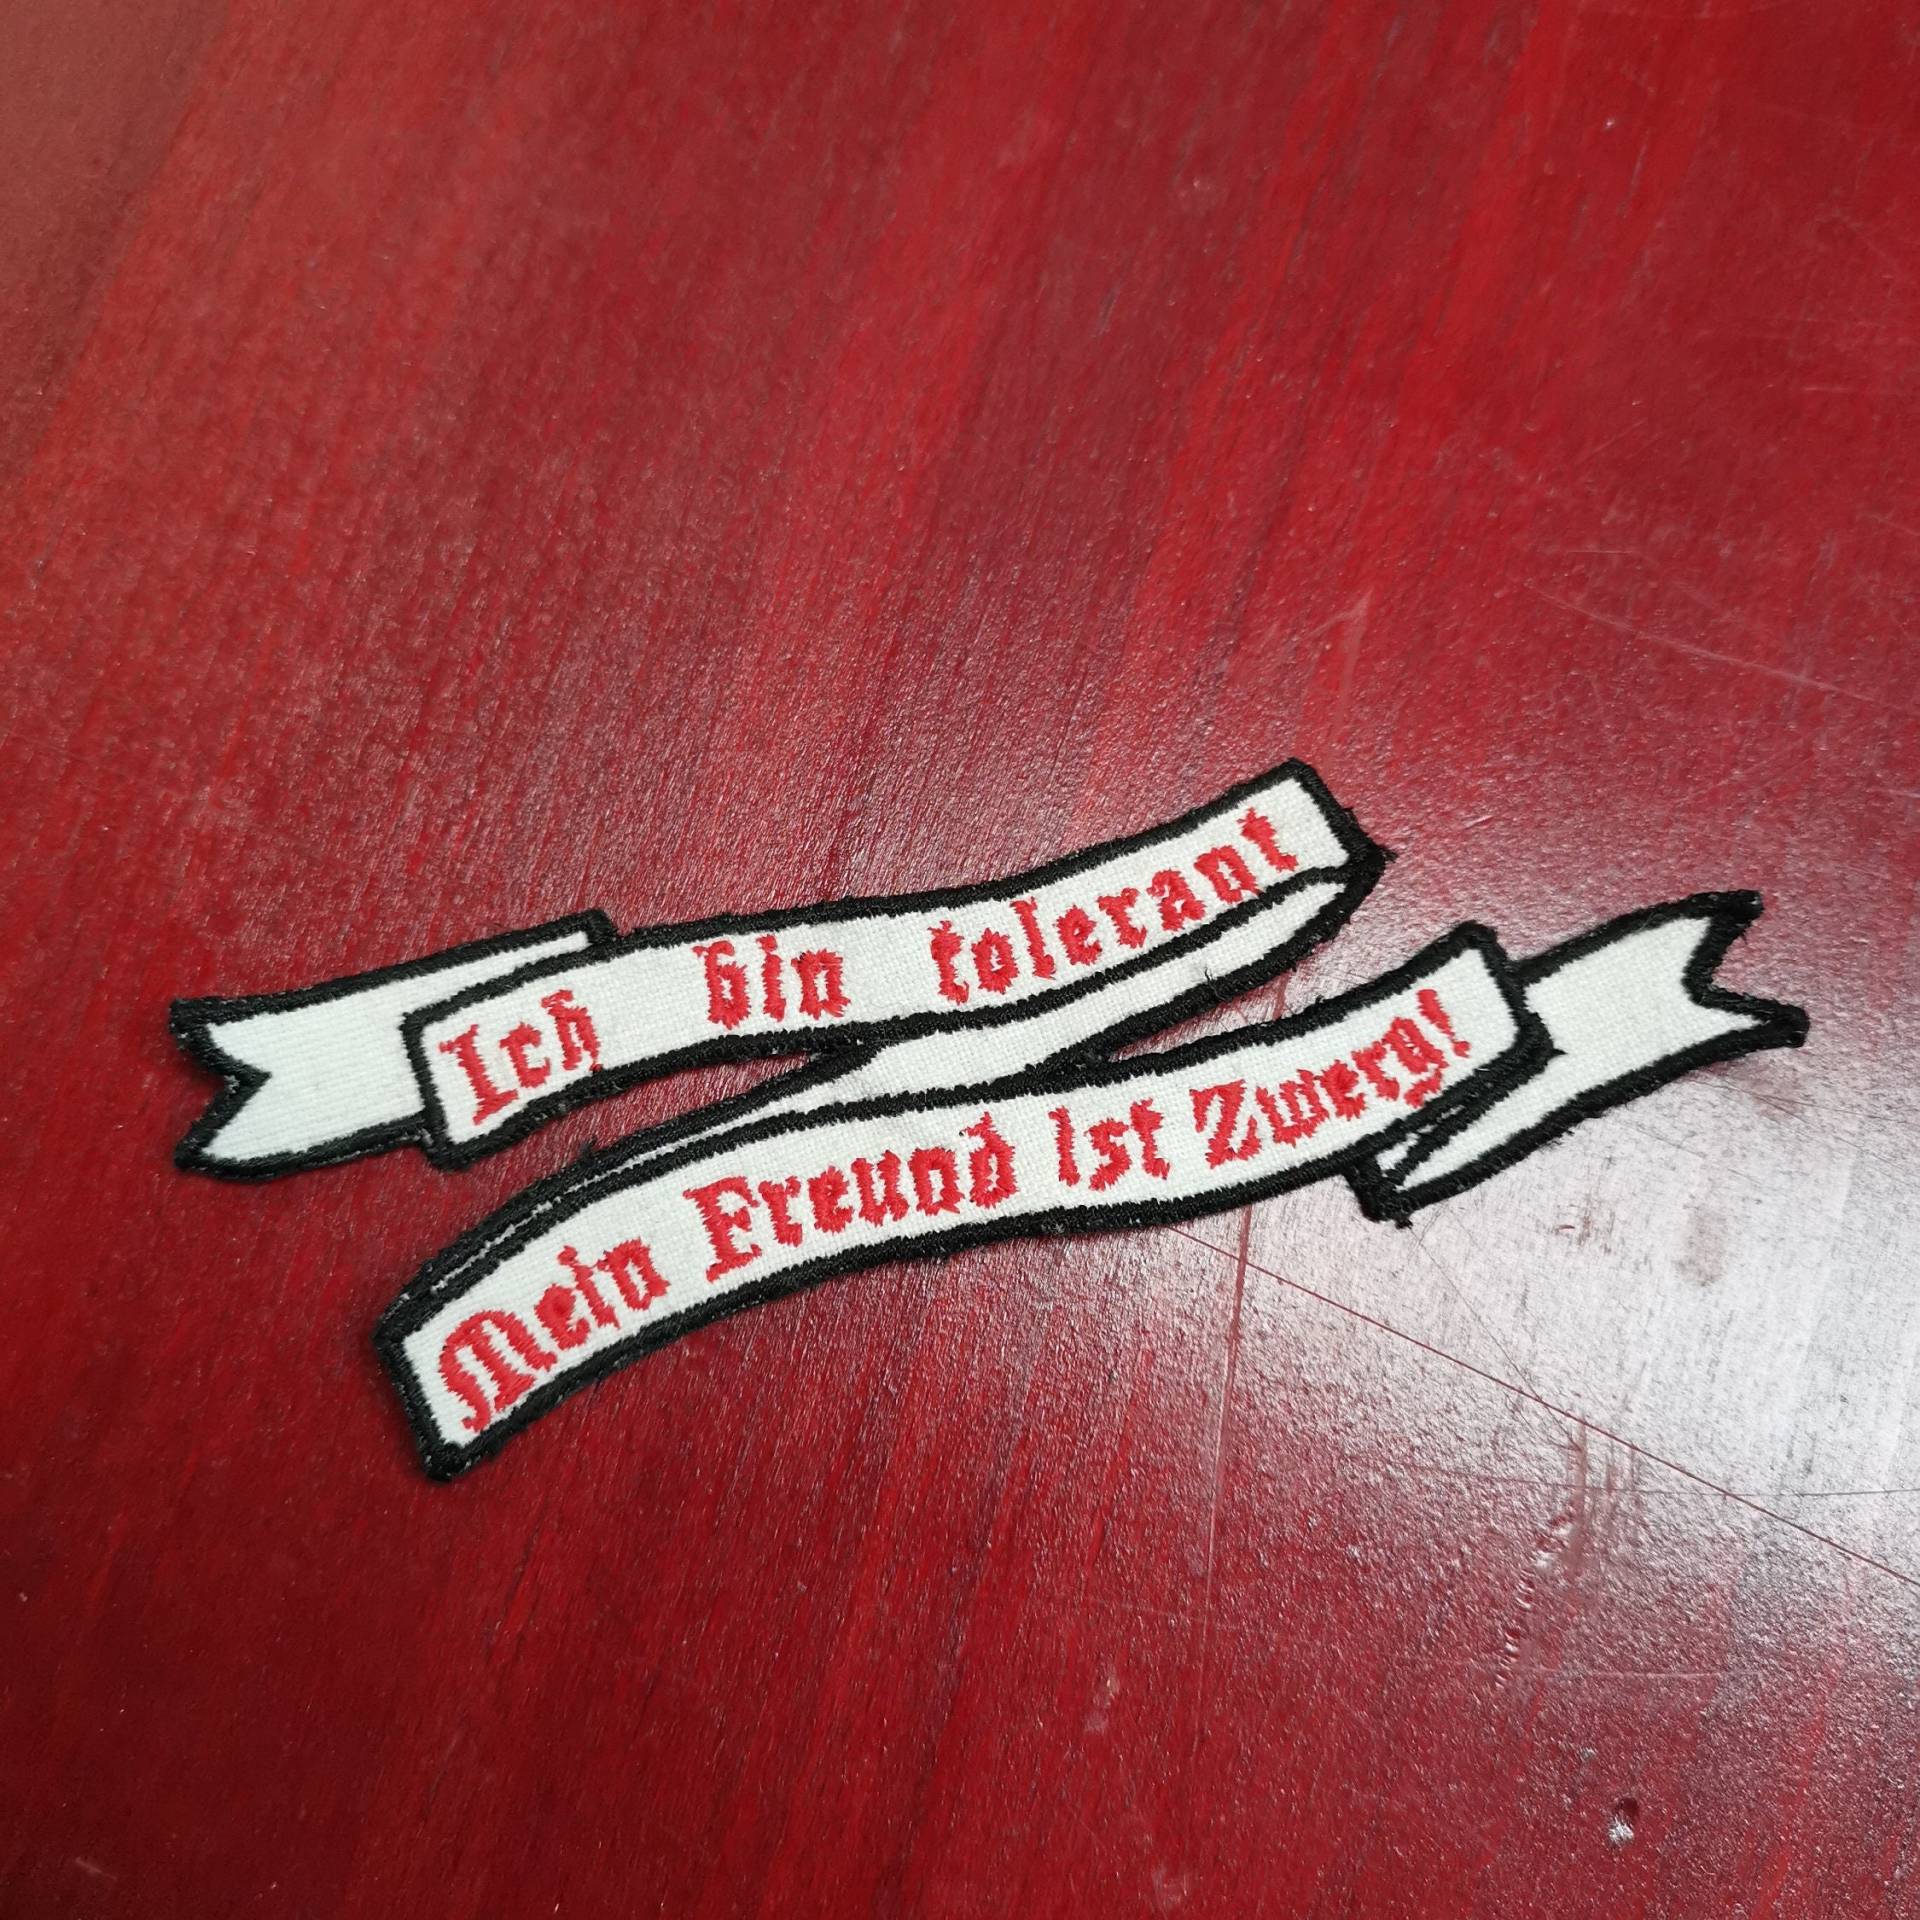 Ich bin tolerant
Mein Freund ist Zwerg!